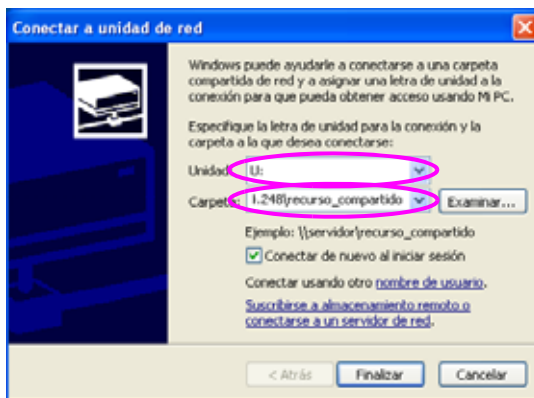 Conectar a unidad de red
Windows puede ayudarle a conectarse a una carpeta
compartida de red y a asignar una letra de unidad a la
conexión para que pueda obtener acceso usando Mi PC.
Especifique la letra de unidad para la conexión y la
carpeta a la que desea conectarse:
Unidad: U:
Carpeta: 1.248\recurso_compartido Examinar...
Ejemplo: \\servidor\recurso_compartido
Conectar de nuevo al iniciar sesión
Conectar usando otro nombre de usuario.
Suscribirse a almacenamiento remoto o
conectarse a un servidor de red.
< Atrás Finalizar Cancelar